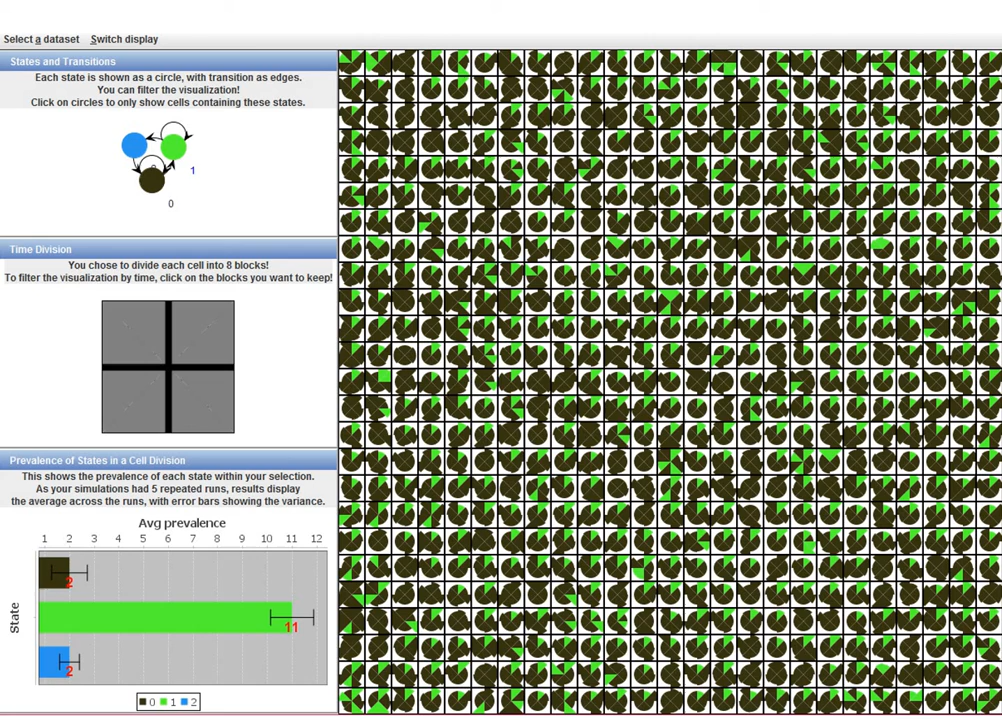 Select a dataset Switch display
States and Transitions
Each state is shown as a circle, with transition as edges.
You can filter the visualization!
Click on circles to only show cells containing these states.
1
0
Time Division
You chose to divide each cell into 8 blocks!
To filter the visualization by time, click on the blocks you want to keep!
Prevalence of States in a Cell Division
This shows the prevalence of each state within your selection.
As your simulations had 5 repeated runs, results display
the average across the runs, with error bars showing the variance.
Avg prevalence
1 2 3 4 5 6 7 8 9 10 11 12
2
State
11
2
0 1 2